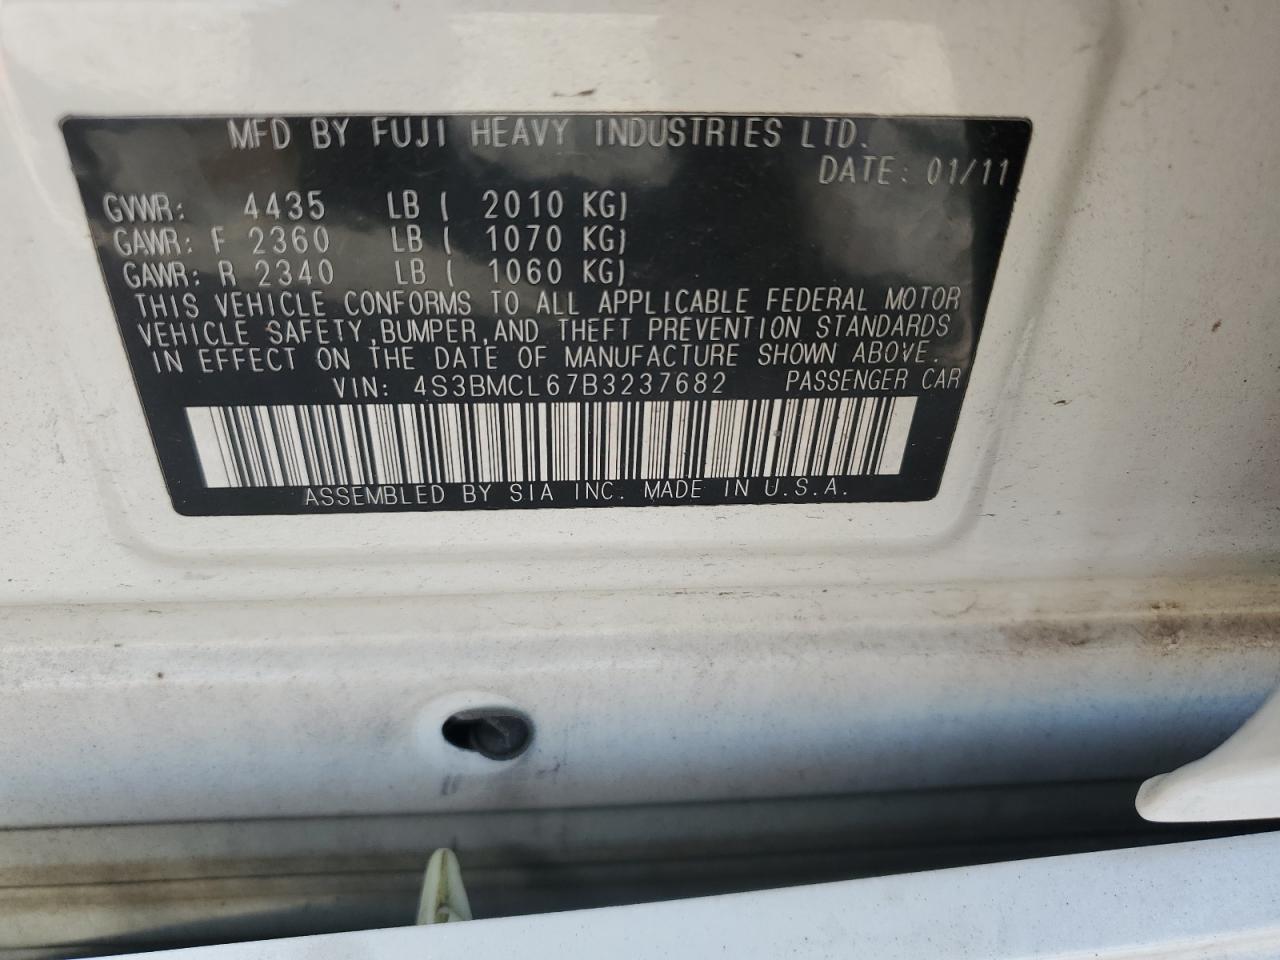 MFD BY FUJI HEAVY INDUSTRIES LTD.
DATE: 01/11
GVWR: 4435 LB ( 2010 KG)
GAWR: F 2360 LB ( 1070 KG)
GAWR: R 2340 LB ( 1060 KG)
THIS VEHICLE CONFORMS TO ALL APPLICABLE FEDERAL MOTOR
VEHICLE SAFETY, BUMPER, AND THEFT PREVENTION STANDARDS
IN EFFECT ON THE DATE OF MANUFACTURE SHOWN ABOVE.
VIN: 4S3BMCL67B3237682 PASSENGER CAR
ASSEMBLED BY SIA INC. MADE IN U.S.A.